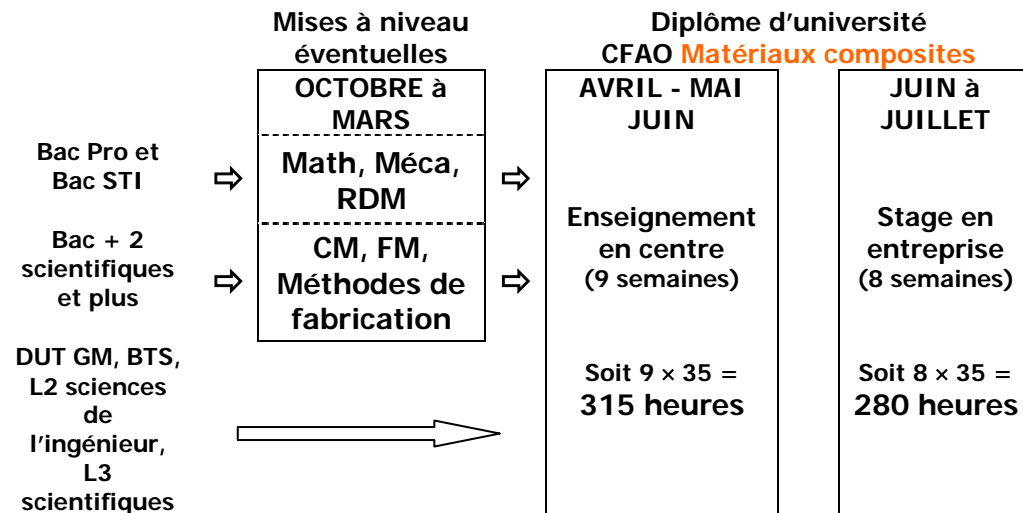 Mises à niveau
éventuelles
Diplôme d'université
CFAO Matériaux composites
OCTOBRE à
MARS
AVRIL - MAI
JUIN
JUIN à
JUILLET
Bac Pro et
Bac STI
Math, Méca,
RDM
Bac + 2
scientifiques
et plus
CM, FM,
Méthodes de
fabrication
Enseignement
en centre
(9 semaines)
Stage en
entreprise
(8 semaines)
DUT GM, BTS,
L2 sciences
de
l'ingénieur,
L3
scientifiques
Soit 9 × 35 =
315 heures
Soit 8 × 35 =
280 heures